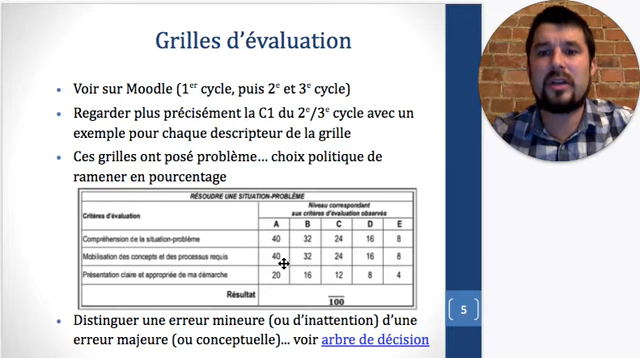 Grilles d'évaluation
• Voir sur Moodle (1er cycle, puis 2e et 3e cycle)
• Regarder plus précisément la C1 du 2e/3e cycle avec un
exemple pour chaque descripteur de la grille
• Ces grilles ont posé problème… choix politique de
ramener en pourcentage
RÉSOUDRE UNE SITUATION-PROBLÈME
Critères d'évaluation
Niveau correspondant
aux critères d'évaluation observés
A B C D E
Compréhension de la situation-problème 40 32 24 16 8
Mobilisation des concepts et des processus requis 40 32 24 16 8
Présentation claire et appropriée de ma démarche 20 16 12 8 4
Résultat 100
• Distinguer une erreur mineure (ou d'inattention) d'une
erreur majeure (ou conceptuelle)... voir arbre de décision
5